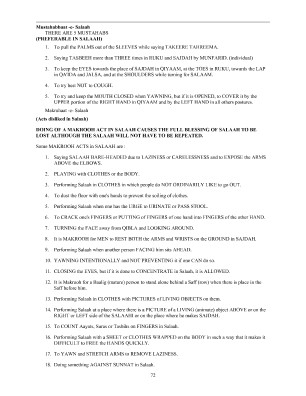 Mustahabbaat -e- Salaah
THERE ARE 5 MUSTAHABS
(PREFERABLE IN SALAAH)
1. To pull the PALMS out of the SLEEVES while saying TAKBEERE TAHREEMA.
2. Saying TASBEEH more than THREE times in RUKU and SAJDAH by MUNFARID. (individual)
3. To keep the EYES towards the place of SAJDAH in QIYAAM, at the TOES in RUKU, towards the LAP
in QA'IDA and JALSA, and at the SHOULDERS while turning for SALAAM.
4. To try best NOT to COUGH.
5. To try and keep the MOUTH CLOSED when YAWNING, but if it is OPENED, to COVER it by the
UPPER portion of the RIGHT HAND in QIYAAM and by the LEFT HAND in all others postures.
Makruhaat -e- Salaah
(Acts disliked in Salaah)
DOING OF A MAKROOH ACT IN SALAAH CAUSES THE FULL BLESSING OF SALAAH TO BE
LOST ALTHOUGH THE SALAAH WILL NOT HAVE TO BE REPEATED.
Some MAKROOH ACTS in SALAAH are :
1. Saying SALAAH BARE-HEADED due to LAZINESS or CARELESSNESS and to EXPOSE the ARMS
ABOVE the ELBOWS.
2. PLAYING with CLOTHES or the BODY.
3. Performing Salaah in CLOTHES in which people do NOT ORDINARILY LIKE to go OUT.
4. To dust the floor with one's hands to prevent the soiling of clothes.
5. Performing Salaah when one has the URGE to URINATE or PASS STOOL.
6. To CRACK one's FINGERS or PUTTING of FINGERS of one hand into FINGERS of the other HAND.
7. TURNING the FACE away from QIBLA and LOOKING AROUND.
8. It is MAKROOH for MEN to REST BOTH the ARMS and WRISTS on the GROUND in SAJDAH.
9. Performing Salaah when another person FACING him sits AHEAD.
10. YAWNING INTENTIONALLY and NOT PREVENTING it if one CAN do so.
11. CLOSING the EYES, but if it is done to CONCENTRATE in Salaah, it is ALLOWED.
12. It is Makrooh for a Baalig (mature) person to stand alone behind a Saff (row) when there is place in the
Saff before him.
13. Performing Salaah in CLOTHES with PICTURES of LIVING OBJECTS on them.
14. Performing Salaah at a place where there is a PICTURE of a LIVING (animate) object ABOVE or on the
RIGHT or LEFT side of the SALAAH or on the place where he makes SAJDAH.
15. To COUNT Aayats, Suras or Tasbihs on FINGERS in Salaah.
16. Performing Salaah with a SHEET or CLOTHES WRAPPED on the BODY in such a way that it makes it
DIFFICULT to FREE the HANDS QUICKLY.
17. To YAWN and STRETCH ARMS to REMOVE LAZINESS.
18. Doing something AGAINST SUNNAT in Salaah.
72